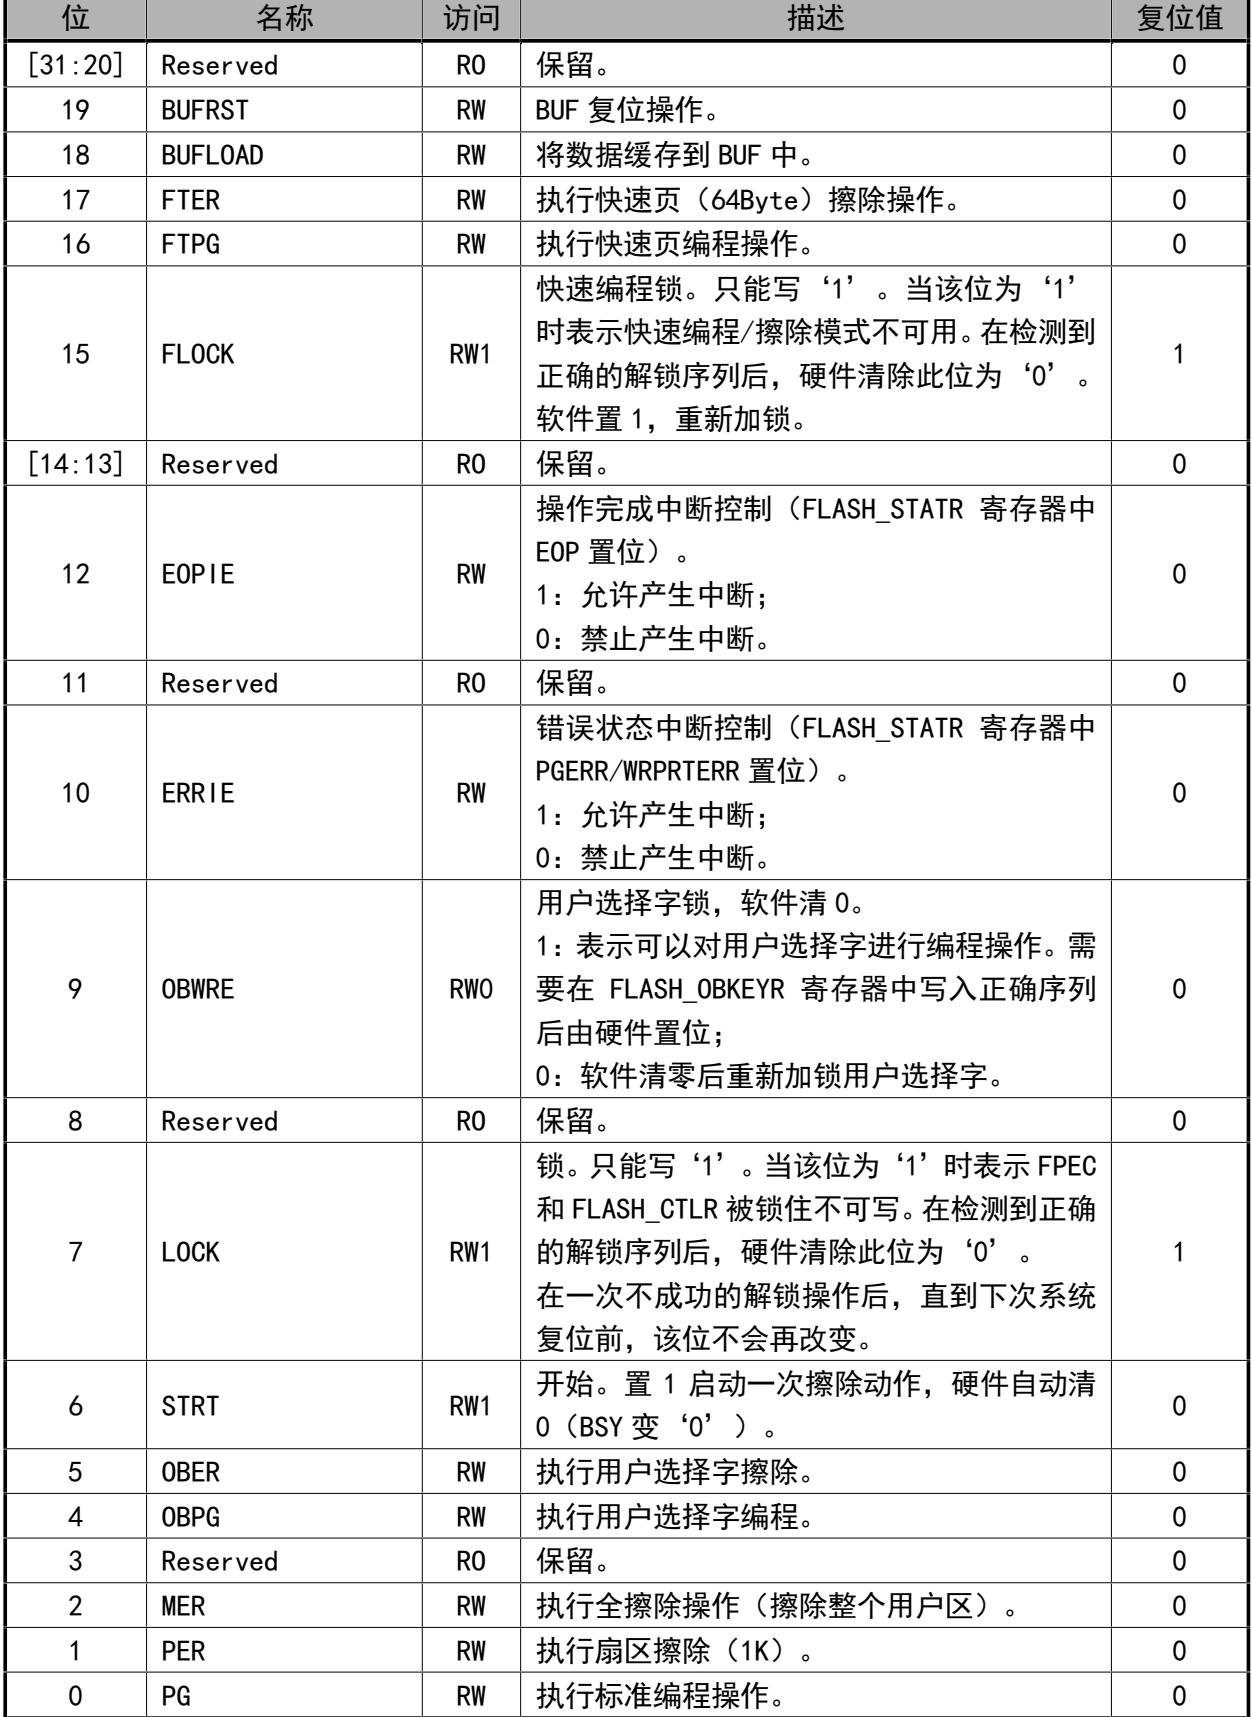 位 名称 访问 描述 复位值
[31:20] Reserved RO 保留。 0
19 BUFRST RW BUF 复位操作。 0
18 BUFLOAD RW 将数据缓存到 BUF 中。 0
17 FTER RW 执行快速页（64Byte）擦除操作。 0
16 FTPG RW 执行快速页编程操作。 0
15 FLOCK RW1 快速编程锁。只能写‘1’。当该位为‘1’
时表示快速编程/擦除模式不可用。在检测到
正确的解锁序列后，硬件清除此位为‘0’。
软件置 1，重新加锁。 1
[14:13] Reserved RO 保留。 0
12 EOPIE RW 操作完成中断控制（FLASH_STATR 寄存器中
EOP 置位）。
1：允许产生中断；
0：禁止产生中断。 0
11 Reserved RO 保留。 0
10 ERRIE RW 错误状态中断控制（FLASH_STATR 寄存器中
PGERR/WRPRTERR 置位）。
1：允许产生中断；
0：禁止产生中断。 0
9 OBWRE RW0 用户选择字锁，软件清 0。
1：表示可以对用户选择字进行编程操作。需
要在 FLASH_OBKEYR 寄存器中写入正确序列
后由硬件置位；
0：软件清零后重新加锁用户选择字。 0
8 Reserved RO 保留。 0
7 LOCK RW1 锁。只能写‘1’。当该位为‘1’时表示 FPEC
和 FLASH_CTLR 被锁住不可写。在检测到正确
的解锁序列后，硬件清除此位为‘0’。
在一次不成功的解锁操作后，直到下次系统
复位前，该位不会再改变。 1
6 STRT RW1 开始。置 1 启动一次擦除动作，硬件自动清
0（BSY 变‘0’）。 0
5 OBER RW 执行用户选择字擦除。 0
4 OBPG RW 执行用户选择字编程。 0
3 Reserved RO 保留。 0
2 MER RW 执行全擦除操作（擦除整个用户区）。 0
1 PER RW 执行扇区擦除（1K）。 0
0 PG RW 执行标准编程操作。 0